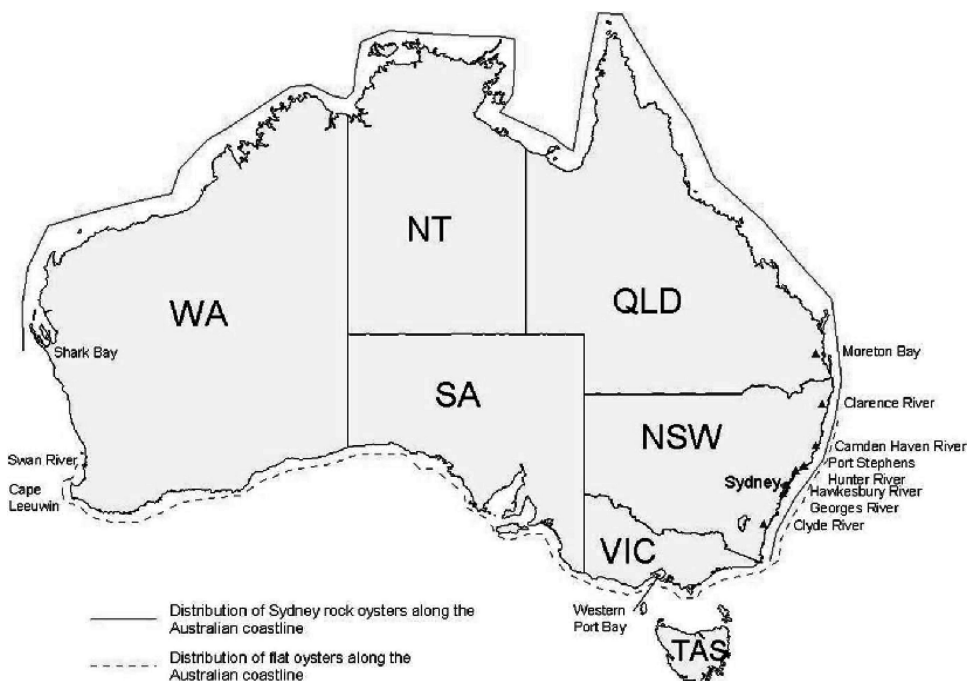 NT
QLD
WA
Shark Bay
Moreton Bay
SA
Clarence River
NSW
Camden Haven River
Swan River
Port Stephens
Hunter River
Sydney
Cape
Leeuwin
Hawkesbury River
Georges River
Clyde River
VIC
Western
Port Bay
TAS
Distribution of Sydney rock oysters along the
Australian coastline
Distribution of flat oysters along the
Australian coastline